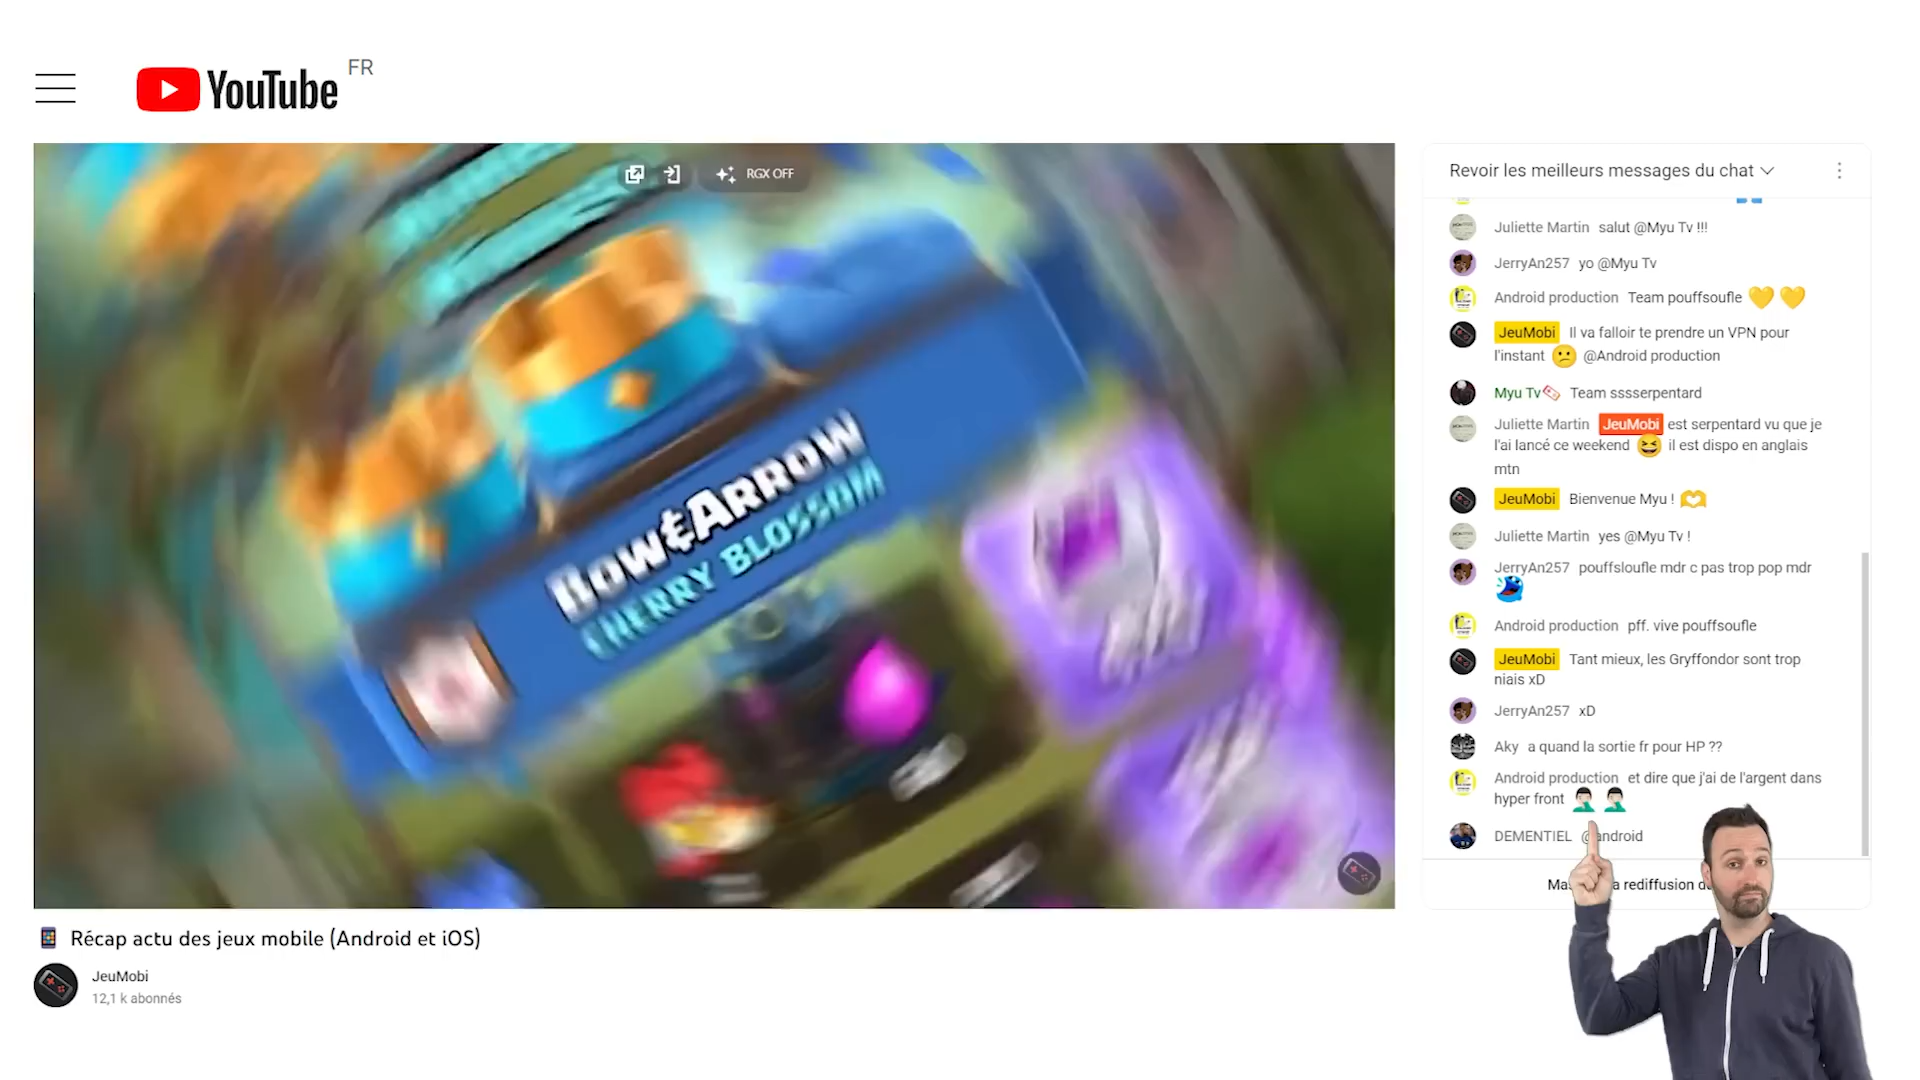 YouTube FR
RGX OFF
BOW&ARROW
CHERRY BLOSSOM
Récap actu des jeux mobile (Android et iOS)
JeuMobi
12,1 k abonnés
Revoir les meilleurs messages du chat
Juliette Martin salut @Myu Tv !!!
JerryAn257 yo @Myu Tv
Android production Team pouffsoufle 💛 💛
JeuMobi Il va falloir te prendre un VPN pour
l'instant 😕 @Android production
Myu Tv Team sssserpentard
Juliette Martin JeuMobi est serpentard vu que je
l'ai lancé ce weekend 😆 il est dispo en anglais
mtn
JeuMobi Bienvenue Myu ! 🫶
Juliette Martin yes @Myu Tv !
JerryAn257 pouffsloufle mdr c pas trop pop mdr
Android production pff. vive pouffsoufle
JeuMobi Tant mieux, les Gryffondor sont trop
niais xD
JerryAn257 xD
Aky a quand la sortie fr pour HP ??
Android production et dire que j'ai de l'argent dans
hyper front 🤦🏻‍♂️ 🤦🏻‍♂️
DEMENTIEL @android
rediffusion